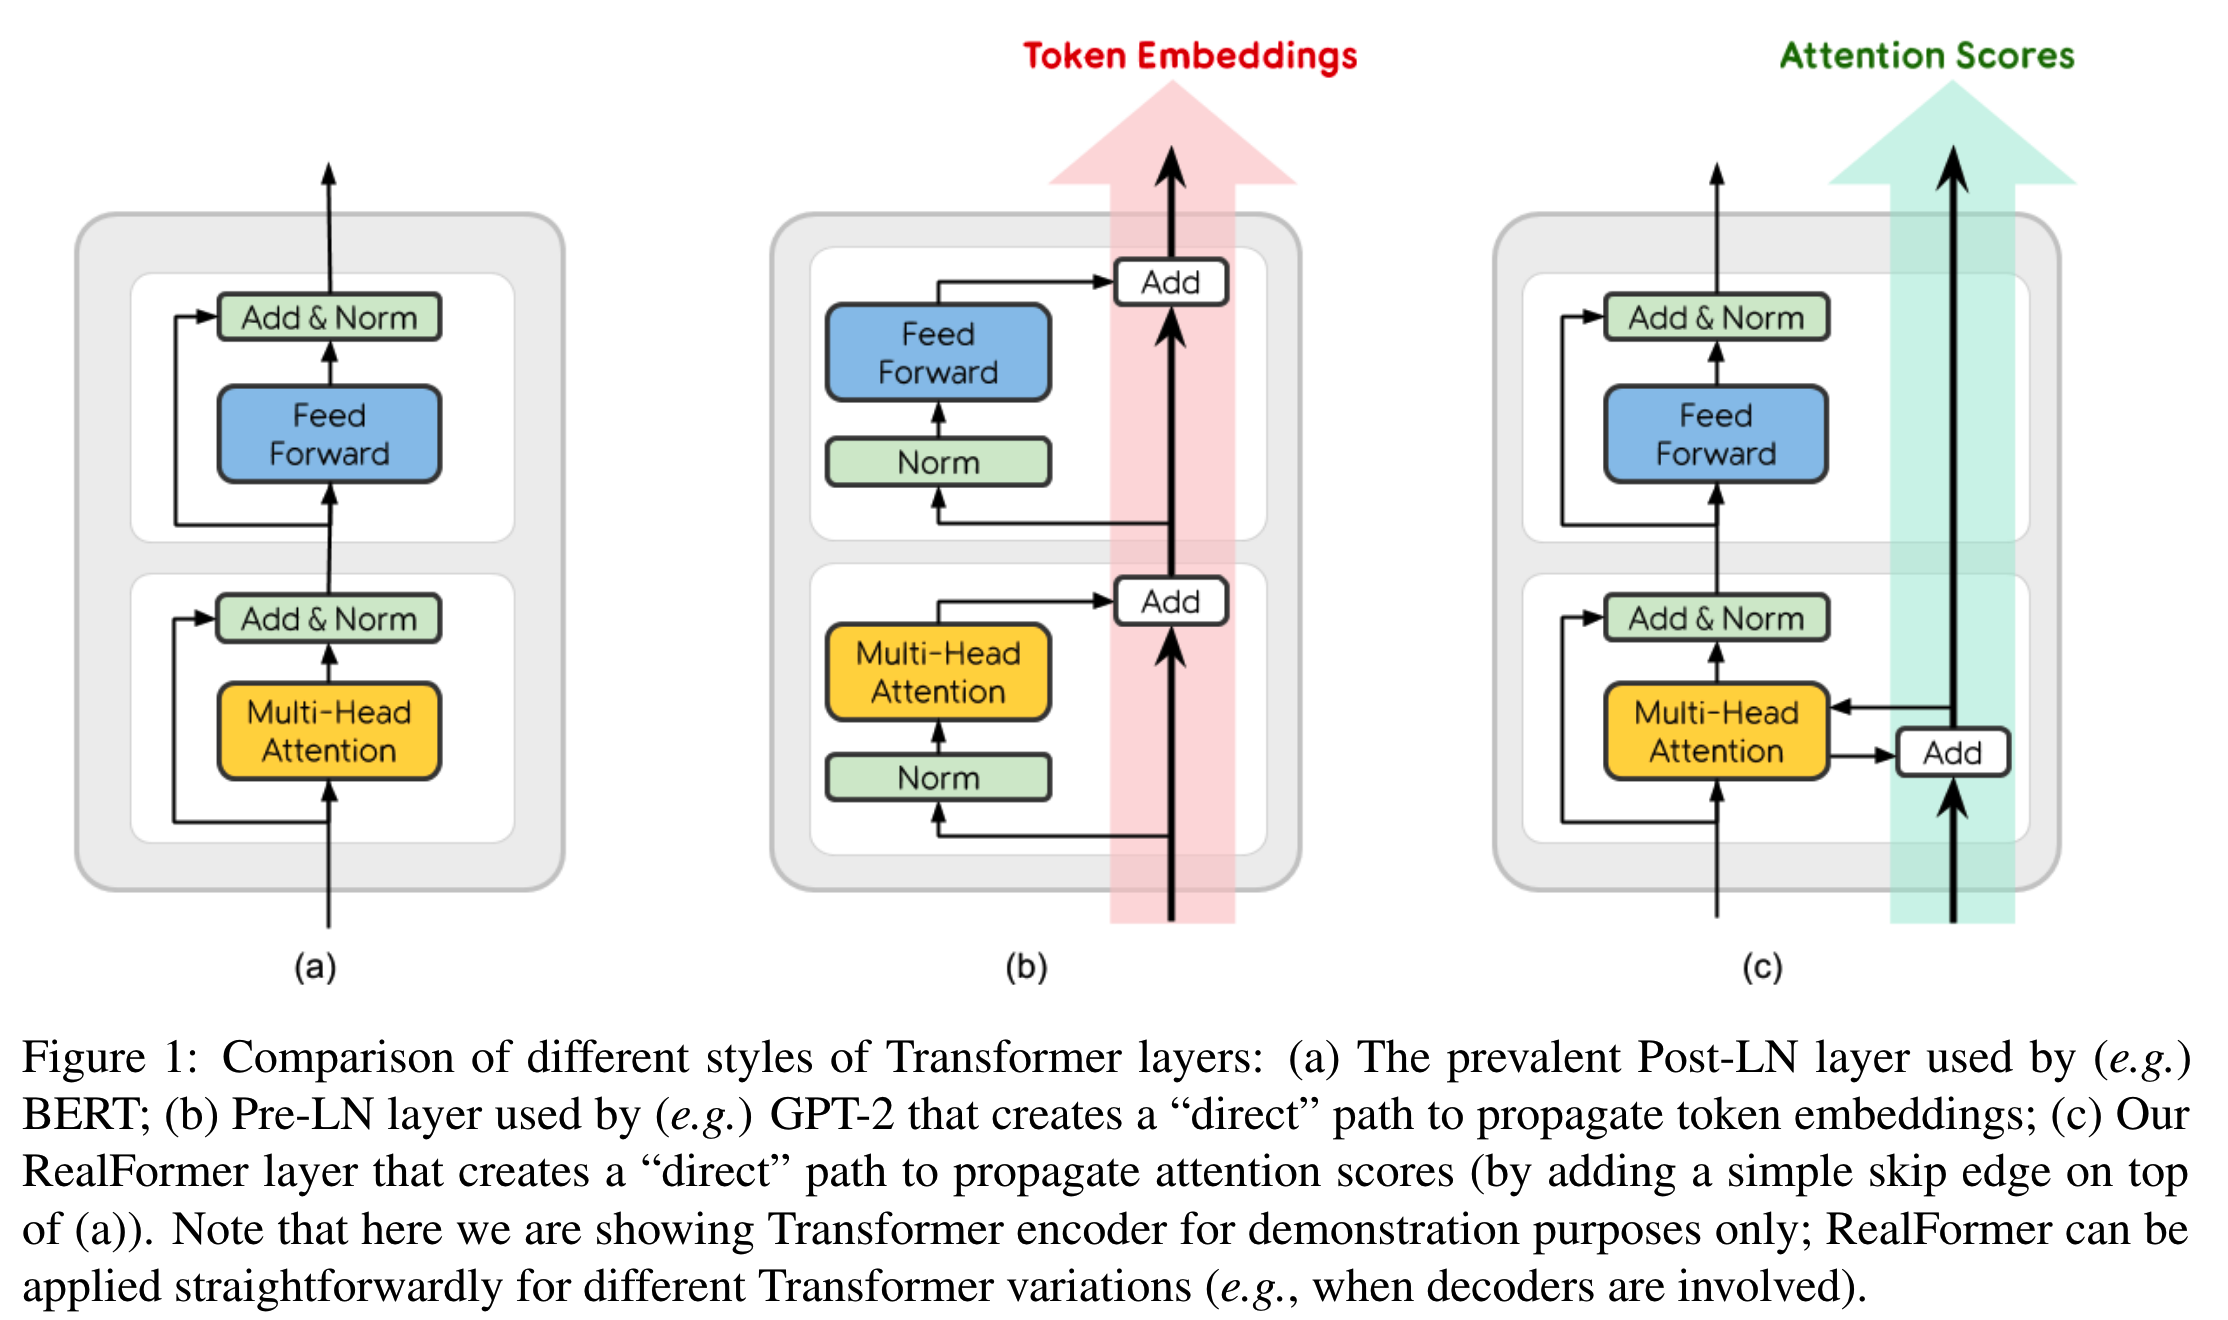 Token Embeddings
Attention Scores
Add & Norm
Feed
Forward
Add & Norm
Multi-Head
Attention
(a)
Add
Feed
Forward
Norm
Add
Multi-Head
Attention
Norm
(b)
Add & Norm
Feed
Forward
Add & Norm
Multi-Head
Attention
Add
(c)
Figure 1: Comparison of different styles of Transformer layers: (a) The prevalent Post-LN layer used by (e.g.)
BERT; (b) Pre-LN layer used by (e.g.) GPT-2 that creates a “direct” path to propagate token embeddings; (c) Our
RealFormer layer that creates a “direct” path to propagate attention scores (by adding a simple skip edge on top
of (a)). Note that here we are showing Transformer encoder for demonstration purposes only; RealFormer can be
applied straightforwardly for different Transformer variations (e.g., when decoders are involved).